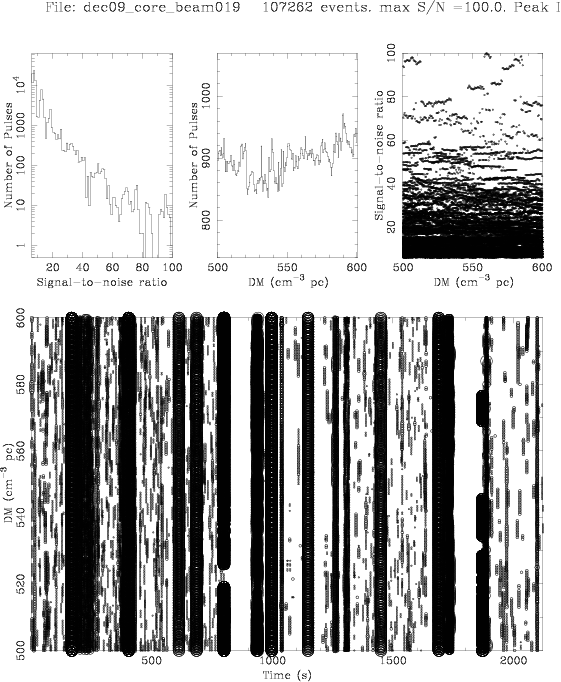 File: dec09_core_beam019 107262 events. max S/N =100.0. Peak
Number of Pulses
1 10 100 1000 10⁴
20 40 60 80 100
Signal-to-noise ratio
Number of Pulses
800 900 1000
500 550 600
DM (cm⁻³ pc)
Signal-to-noise ratio
20 40 60 80 100
500 550 600
DM (cm⁻³ pc)
DM (cm⁻³ pc)
500 520 540 560 580 600
500 1000 1500 2000
Time (s)